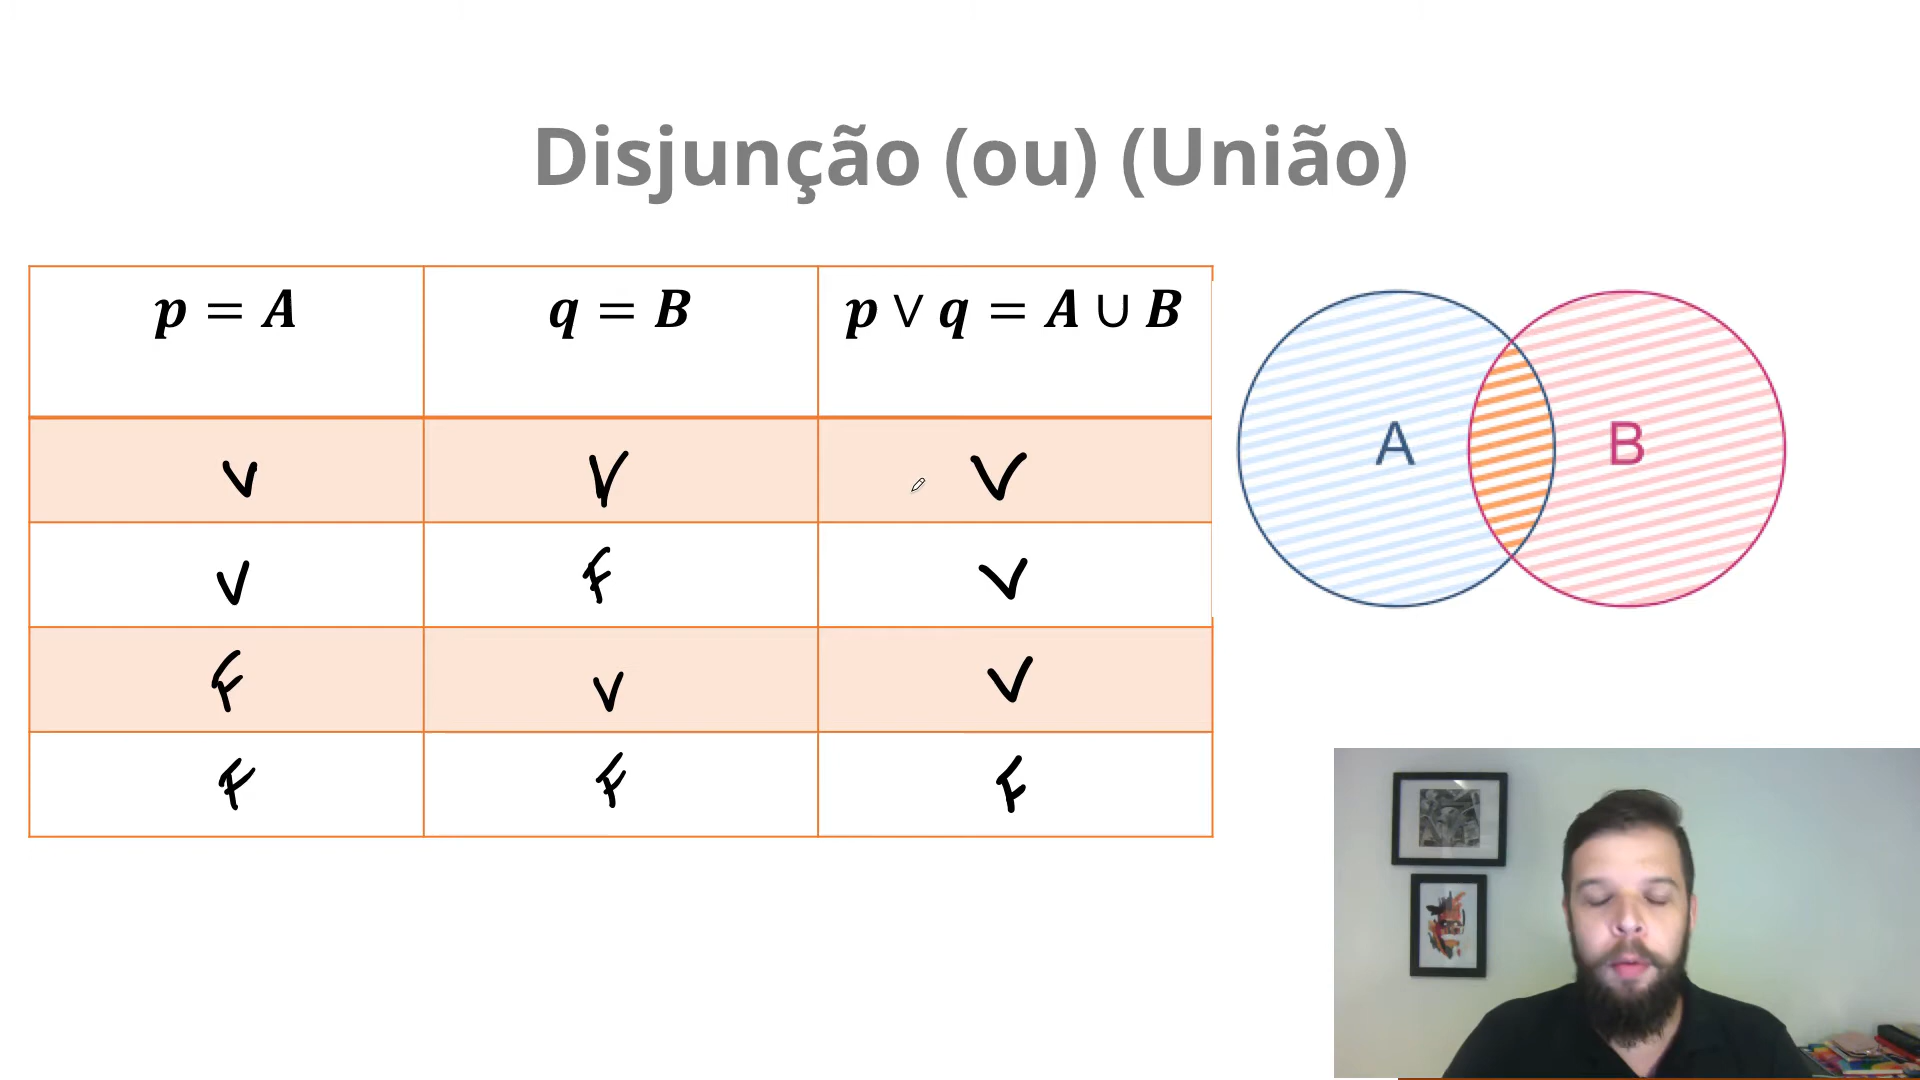 Disjunção (ou) (União)
p = A q = B p ∨ q = A ∪ B
V V V
V F V
F V V
F F F
A B